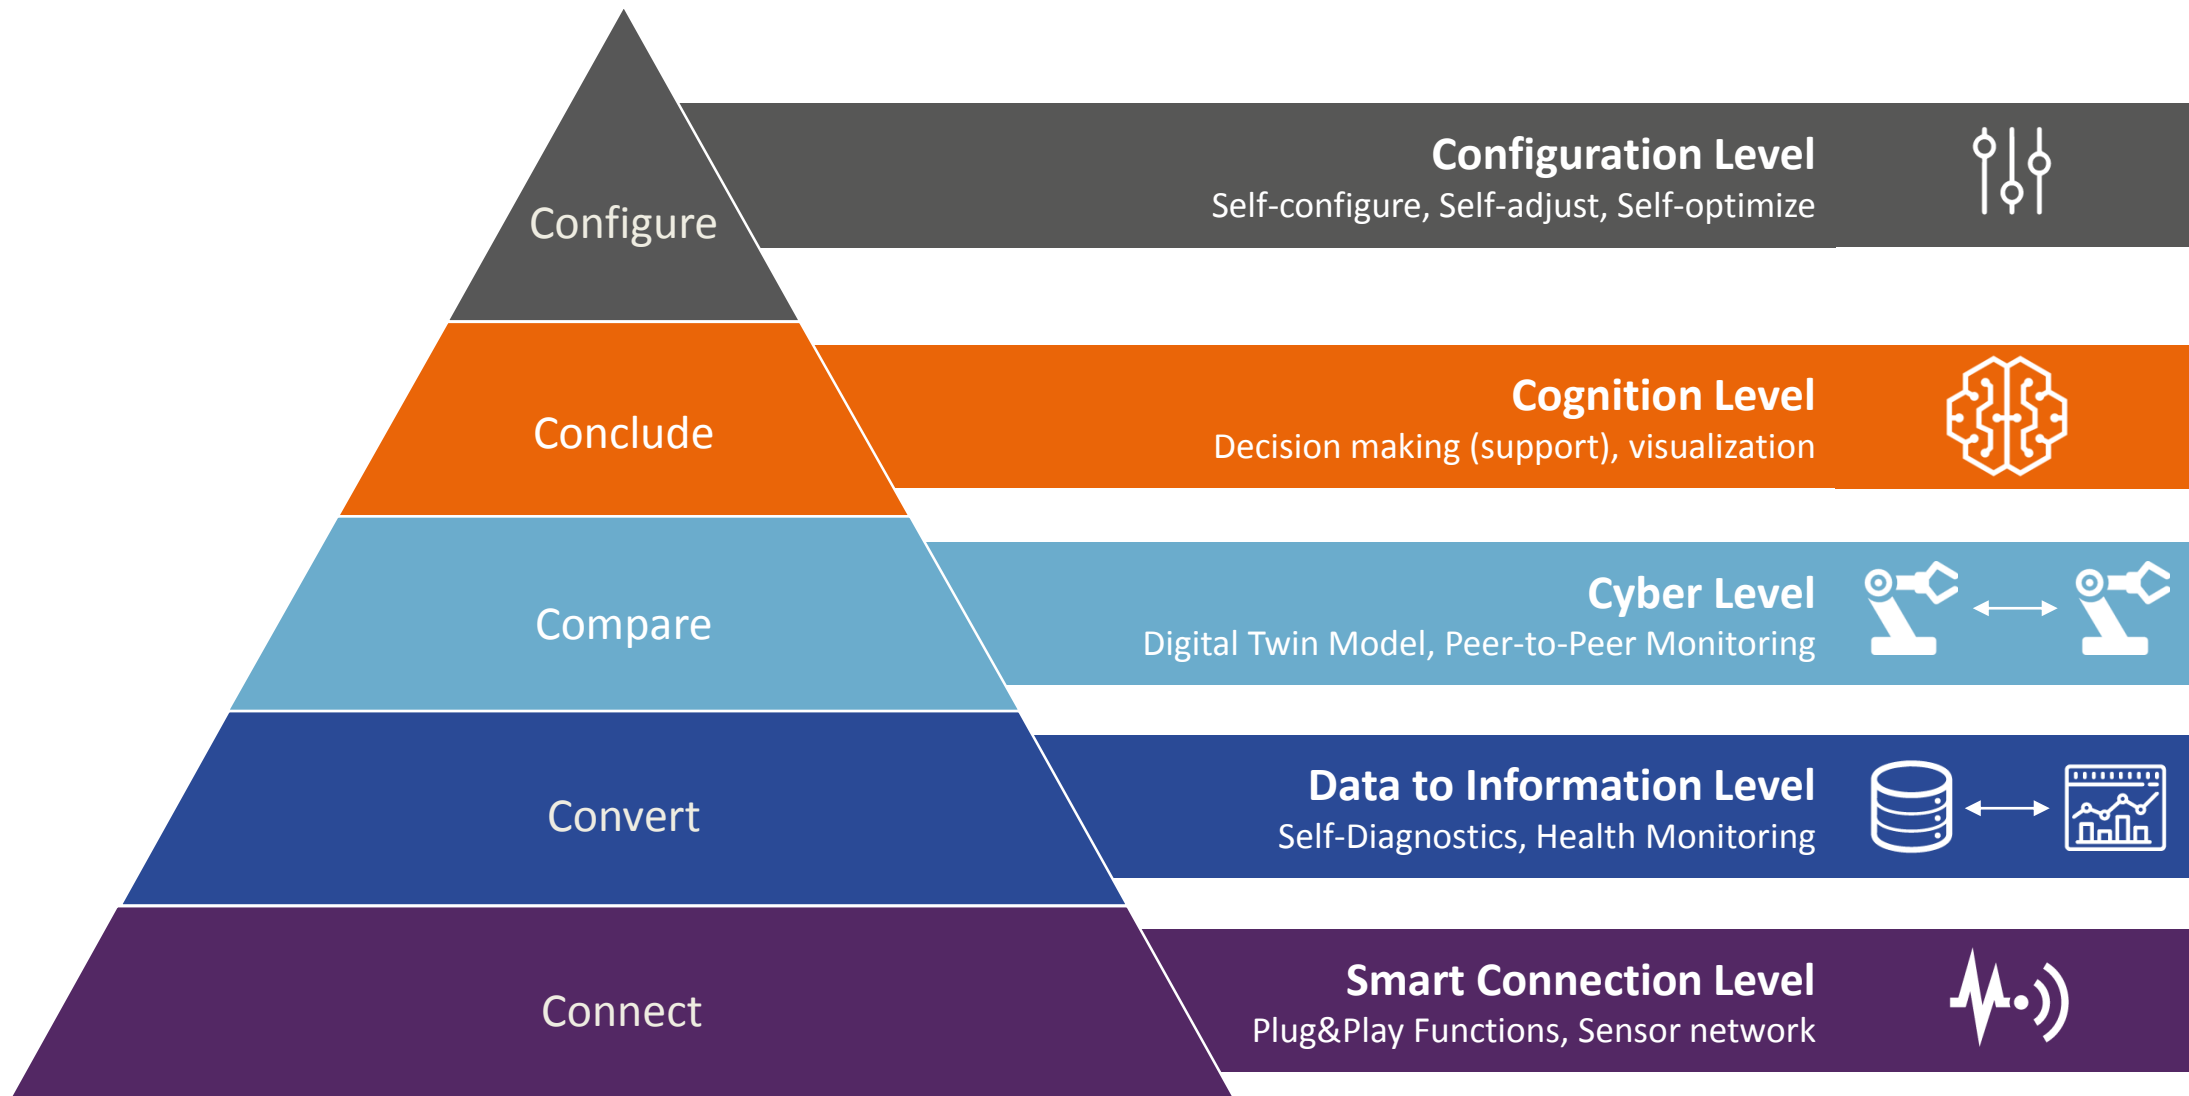 Configure
Configuration Level
Self-configure, Self-adjust, Self-optimize
Conclude
Cognition Level
Decision making (support), visualization
Compare
Cyber Level
Digital Twin Model, Peer-to-Peer Monitoring
Convert
Data to Information Level
Self-Diagnostics, Health Monitoring
Connect
Smart Connection Level
Plug&Play Functions, Sensor network